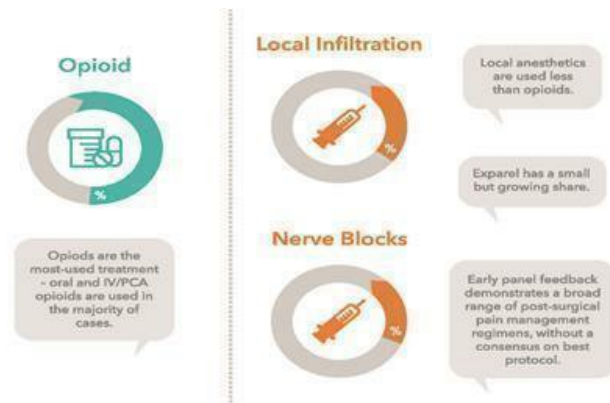 Opioid
%
Opiods are the
most-used treatment
- oral and IV/PCA
opioids are used in
the majority of
cases.
Local Infiltration
%
Local anesthetics
are used less
than opioids.
Exparel has a small
but growing share.
Nerve Blocks
%
Early panel feedback
demonstrates a broad
range of post-surgical
pain management
regimens, without a
consensus on best
protocol.